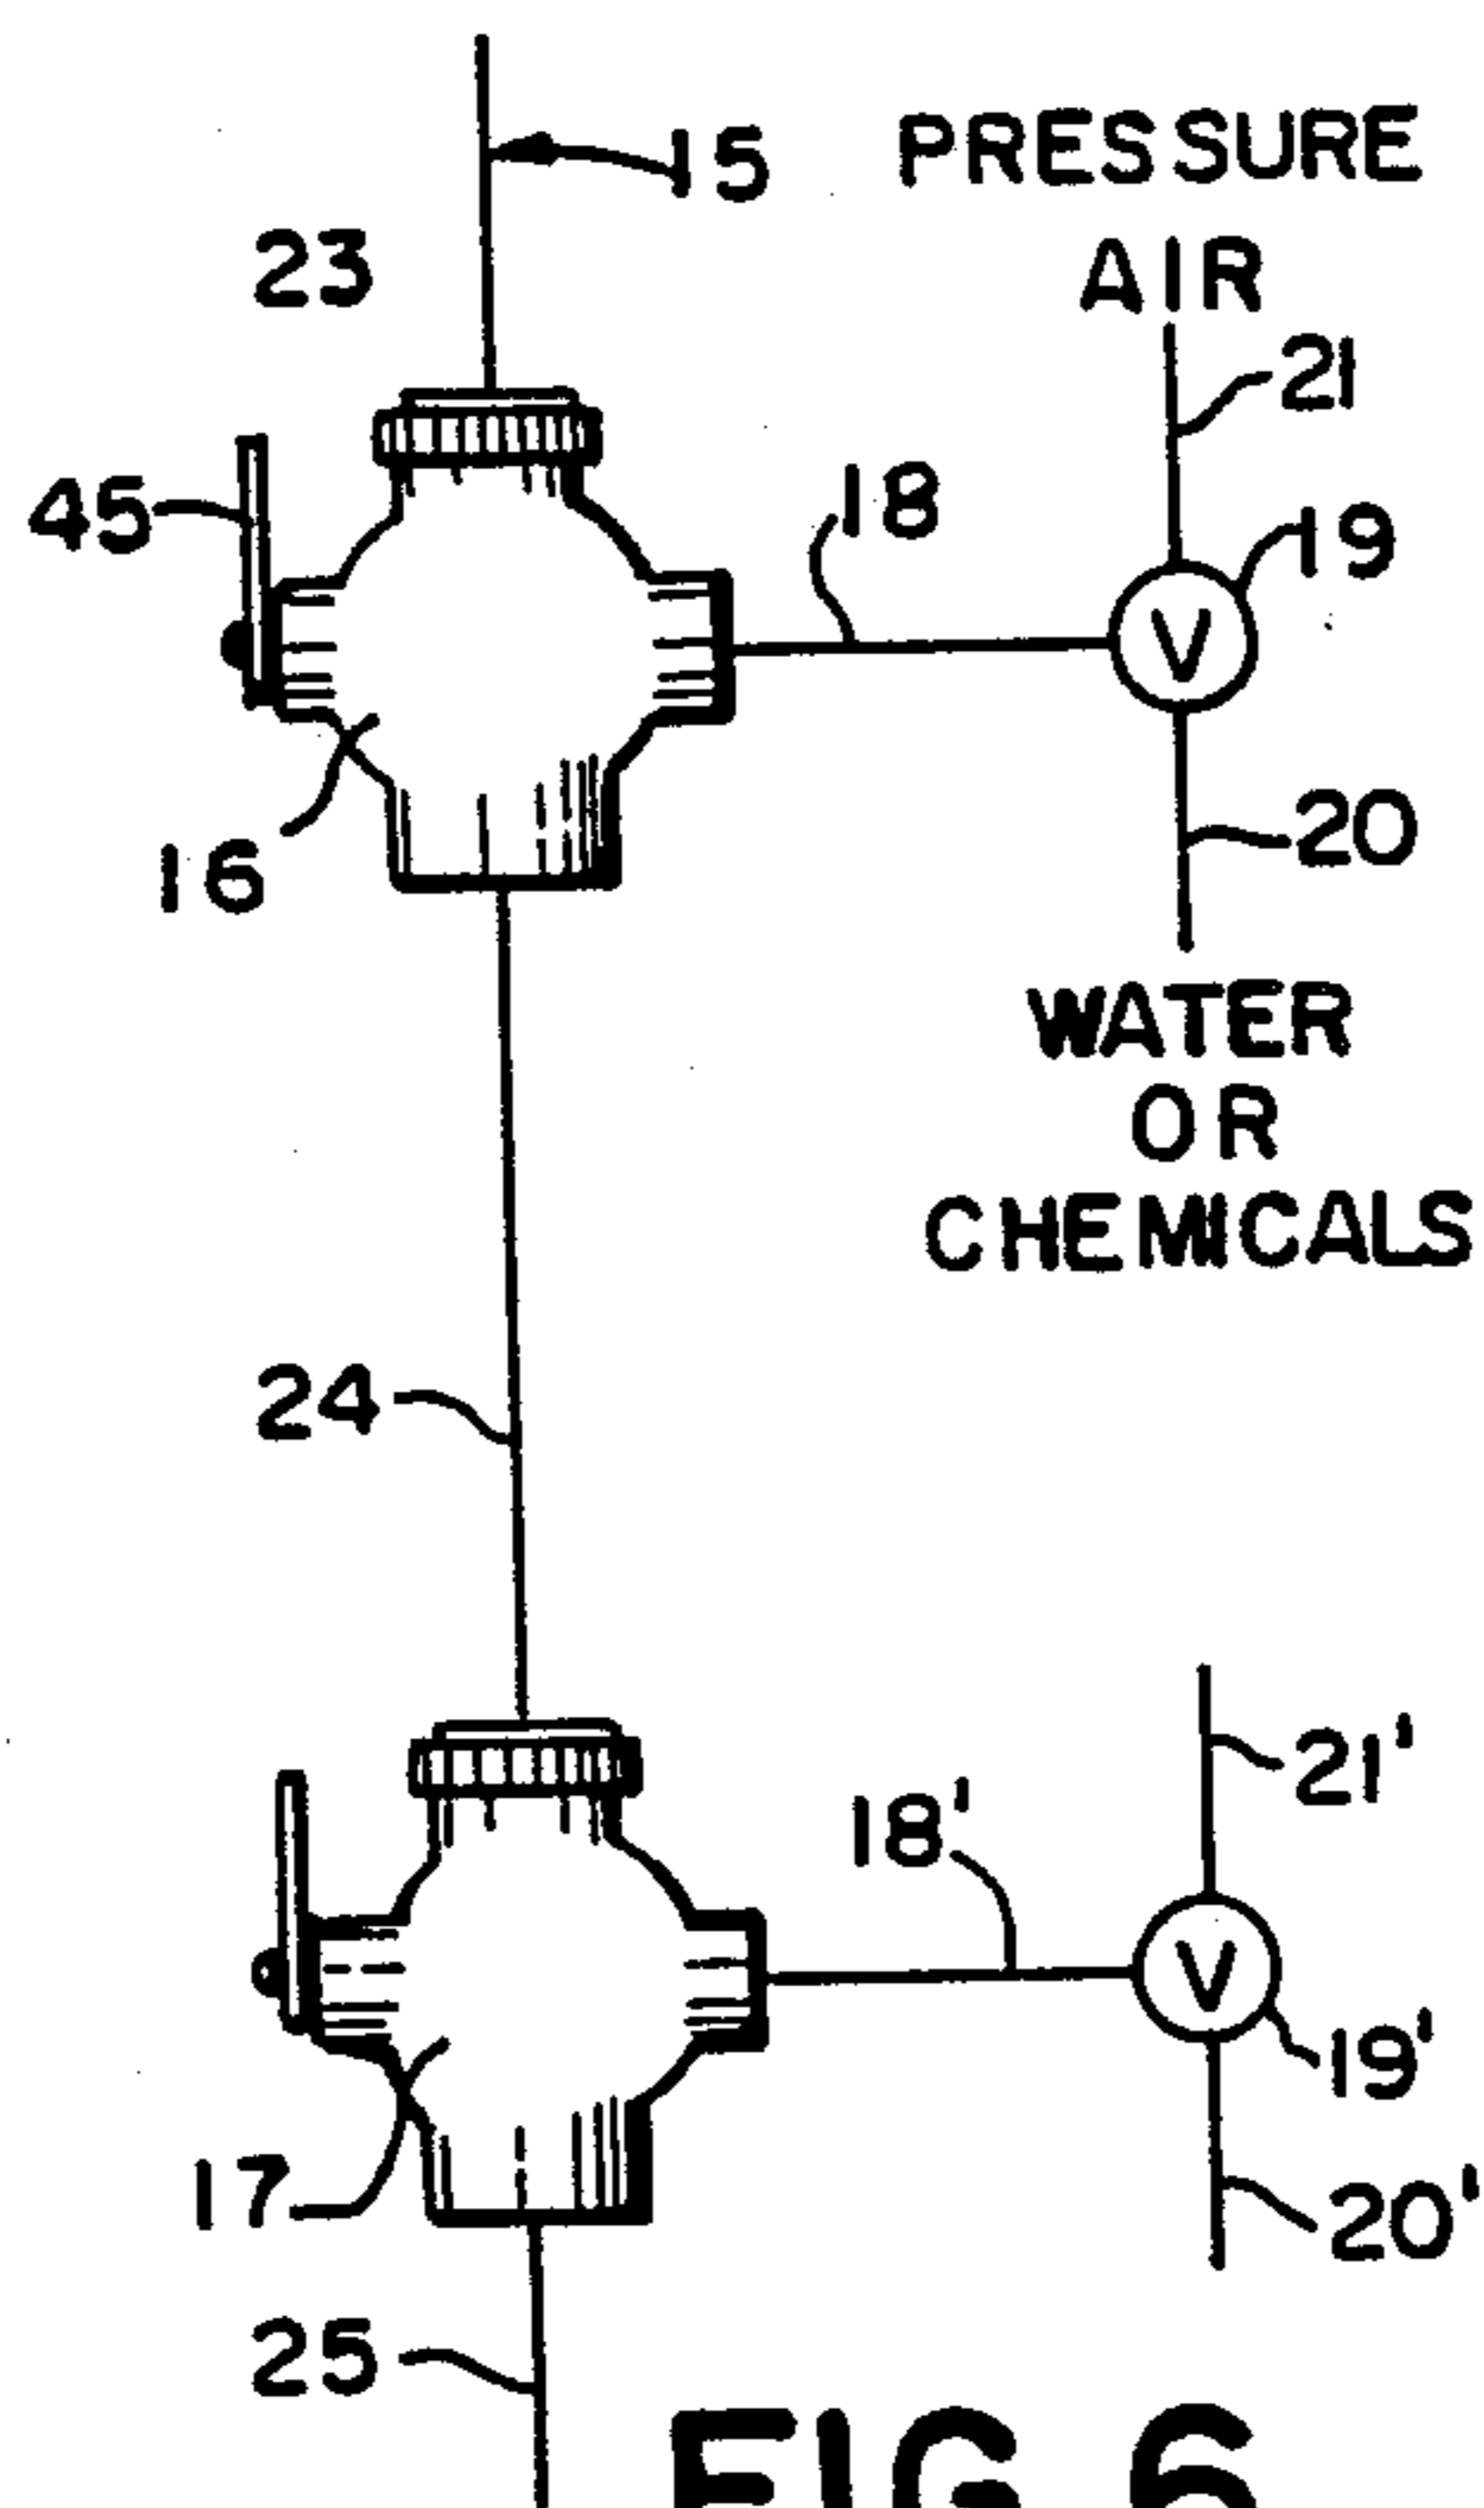 15
PRESSURE
AIR
23
21
45
18
19
V
20
16
WATER
OR
CHEMICALS
24
21'
18'
V
19'
17
20'
25
FIG 6